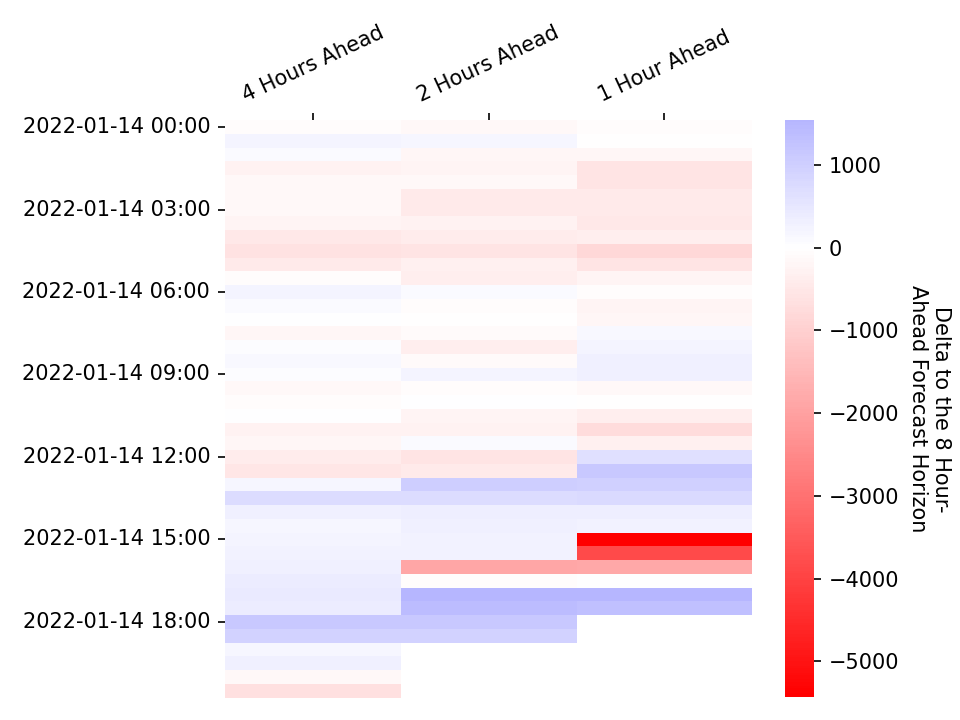 4 Hours Ahead
2 Hours Ahead
1 Hour Ahead
2022-01-14 00:00
2022-01-14 03:00
2022-01-14 06:00
2022-01-14 09:00
2022-01-14 12:00
2022-01-14 15:00
2022-01-14 18:00
1000
0
−1000
−2000
−3000
−4000
−5000
Delta to the 8 Hour-
Ahead Forecast Horizon